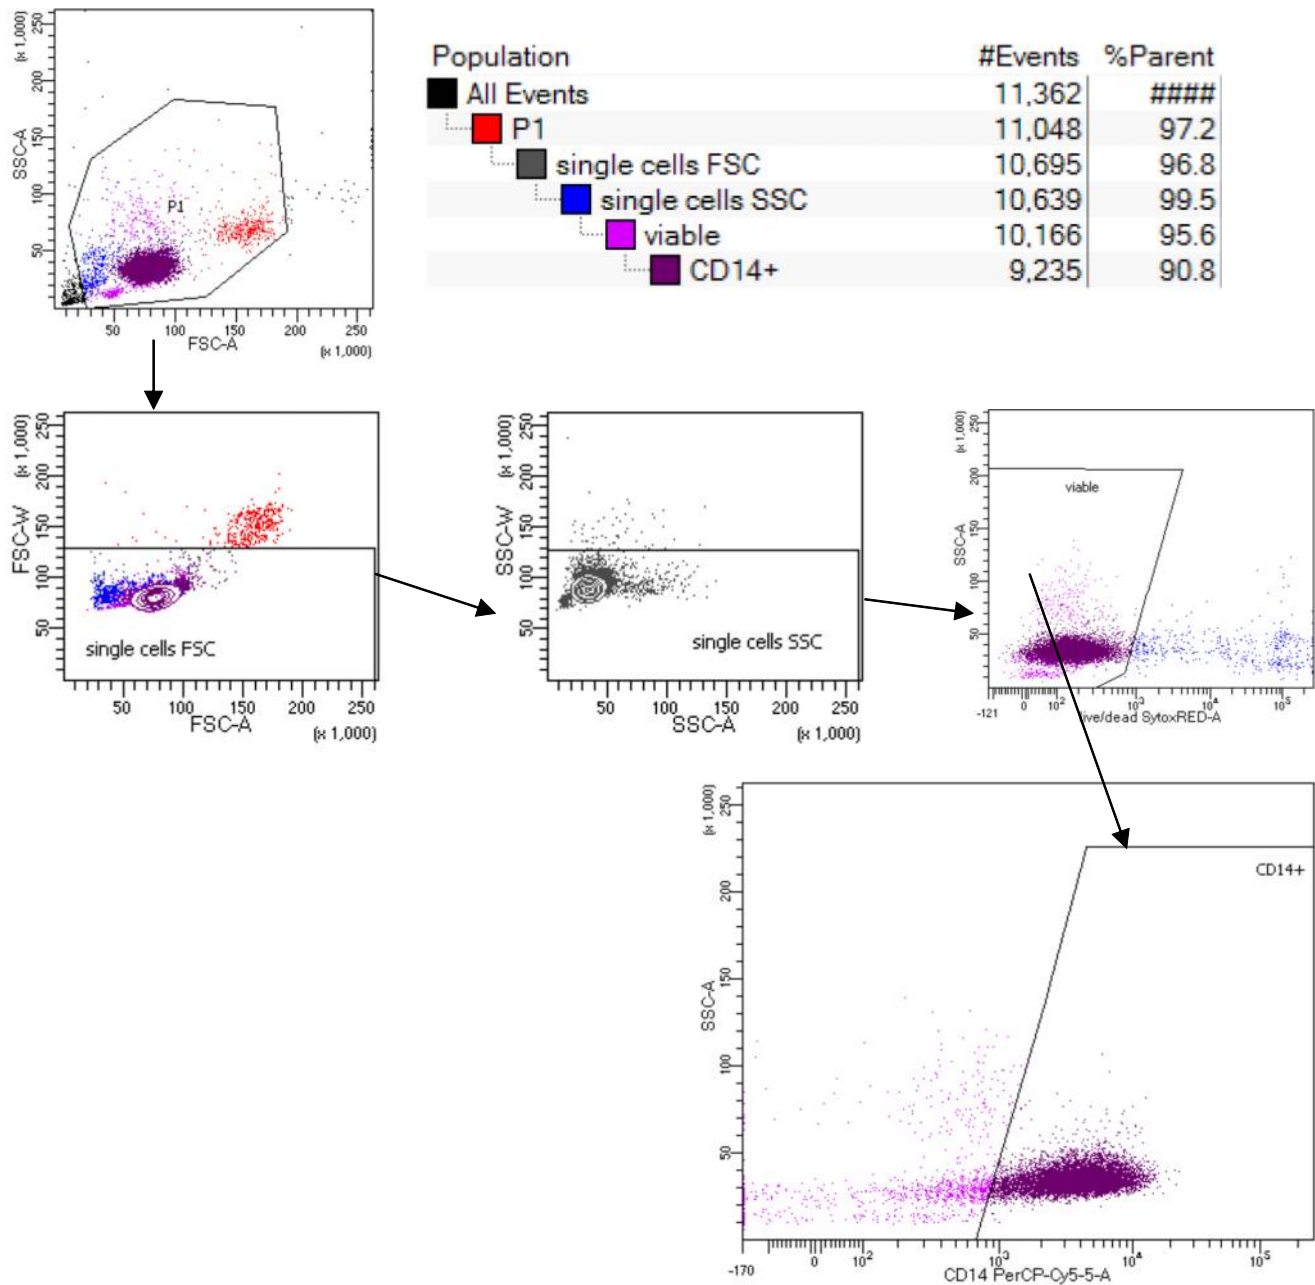 (x 1,000)
250
200
150
100
50
SSC-A
P1
50 100 150 200 250
FSC-A
(x 1,000)
Population #Events %Parent
All Events 11,362 ####
P1 11,048 97.2
single cells FSC 10,695 96.8
single cells SSC 10,639 99.5
viable 10,166 95.6
CD14+ 9,235 90.8
(x 1,000)
250
200
150
100
50
FSC-W
single cells FSC
50 100 150 200 250
FSC-A
(x 1,000)
(x 1,000)
250
200
150
100
50
SSC-W
single cells SSC
50 100 150 200 250
SSC-A
(x 1,000)
(x 1,000)
250
200
150
100
50
SSC-A
viable
-121 0 10² 10³ 10⁴ 10⁵
live/dead SytoxRED-A
(x 1,000)
250
200
150
100
50
SSC-A
CD14+
-170 0 10² 10³ 10⁴ 10⁵
CD14 PerCP-Cy5-5-A